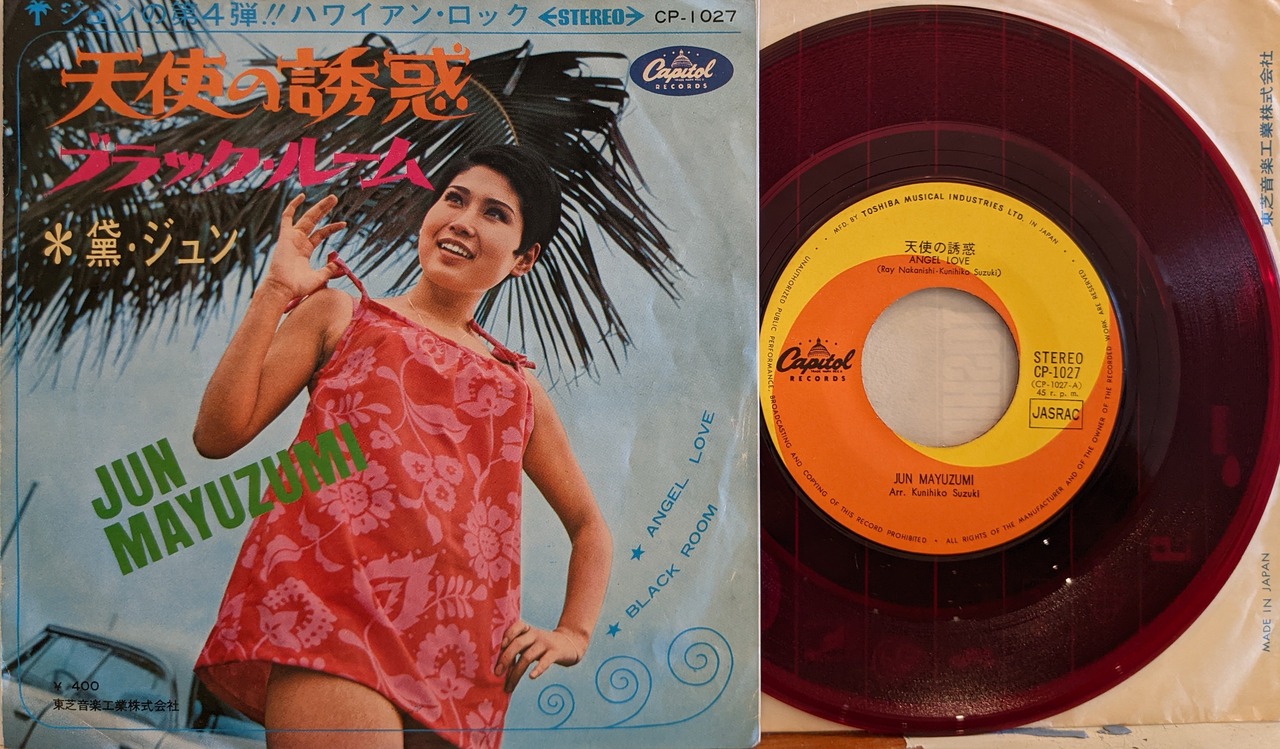 ジュンの第4弾!!ハワイアン・ロック
STEREO
CP-1027
天使の誘惑
Capitol
RECORDS
ブラック・ルーム
*黛・ジュン
JUN
MAYUZUMI
★ ANGEL LOVE
★ BLACK ROOM
¥ 400
東芝音楽工業株式会社
MFD. BY TOSHIBA MUSICAL INDUSTRIES LTD. IN JAPAN
天使の誘惑
ANGEL LOVE
(Ray Nakanishi-Kunihiko Suzuki)
Capitol
RECORDS
STEREO
CP-1027
(CP-1027-A)
45 r. p. m.
JASRAC
JUN MAYUZUMI
Arr. Kunihiko Suzuki
UNAUTHORIZED PUBLIC PERFORMANCE, BROADCASTING AND COPYING OF THIS RECORD PROHIBITED • ALL RIGHTS OF THE MANUFACTURER AND OF THE OWNER OF THE RECORDED WORK ARE RESERVED
東芝音楽工業株式会社
MADE IN JAPAN